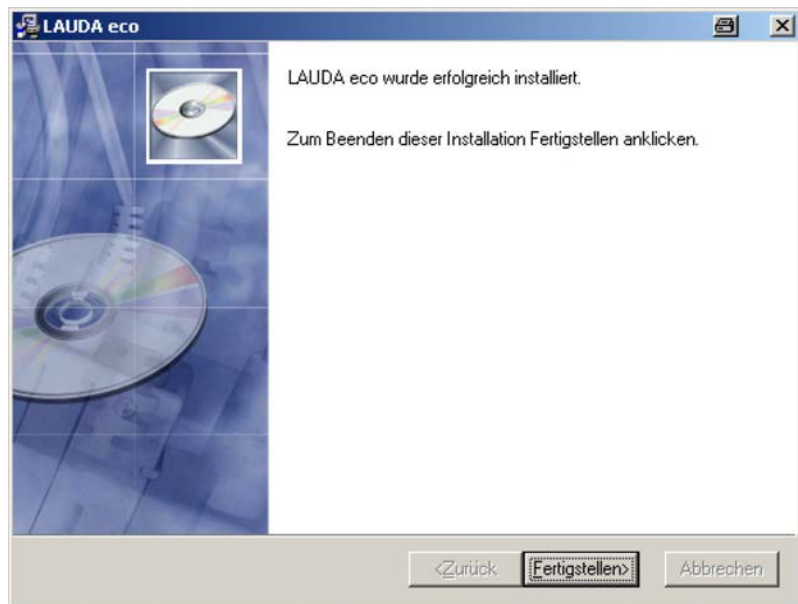 LAUDA eco
LAUDA eco wurde erfolgreich installiert.
Zum Beenden dieser Installation Fertigstellen anklicken.
<Zurück Fertigstellen> Abbrechen